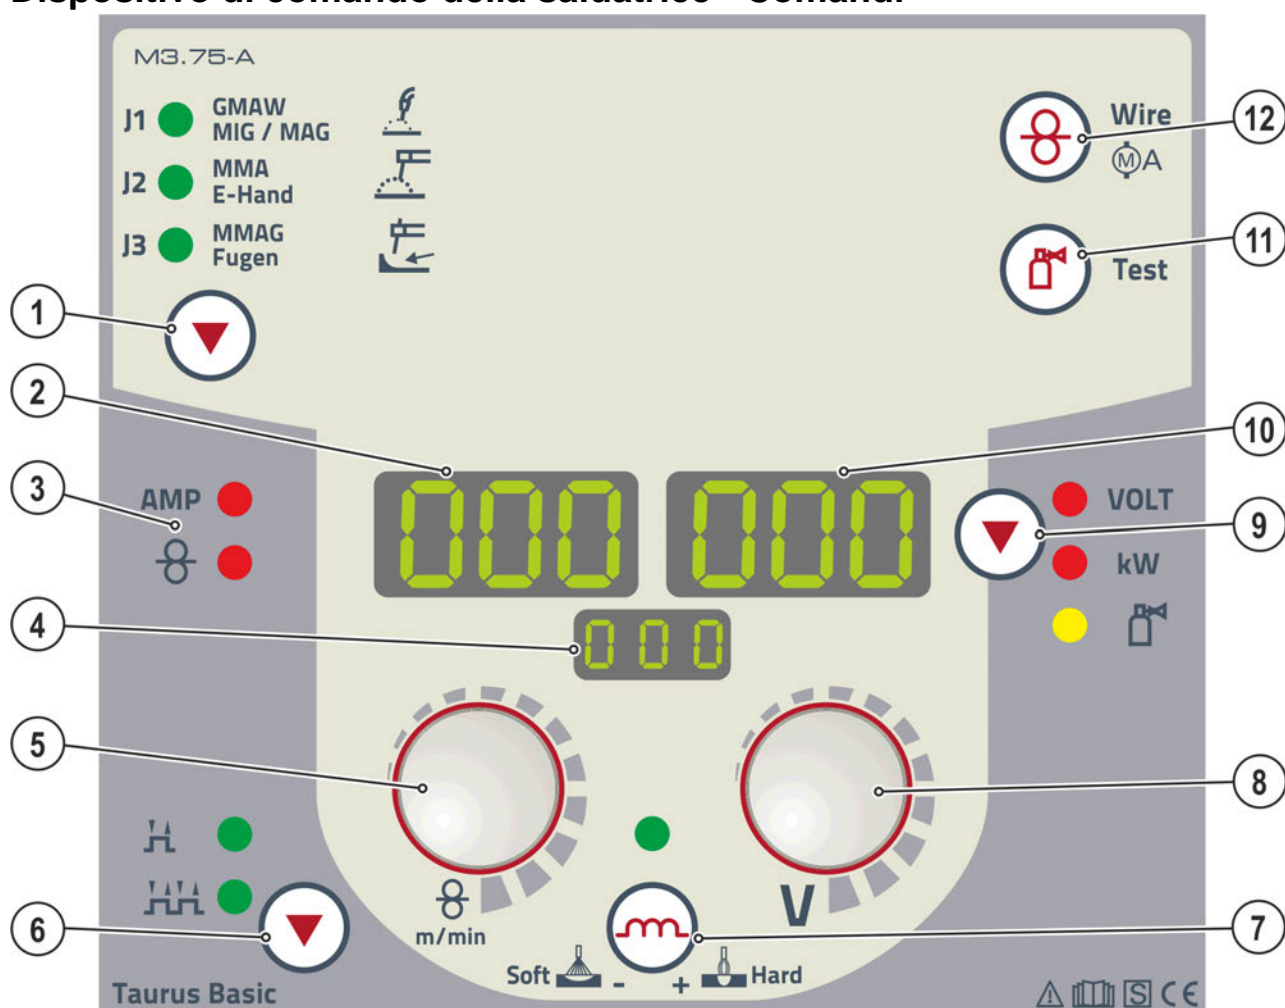 Dispositivo di comando della saldatrice - Comandi
M3.75-A
J1 GMAW
MIG / MAG
J2 MMA
E-Hand
J3 MMAG
Fugen
Wire
M A
Test
12
11
1
2
10
3
AMP
000
000
VOLT
9
kW
4
000
5
8
6
m/min
V
7
Soft - + Hard
Taurus Basic
S CE